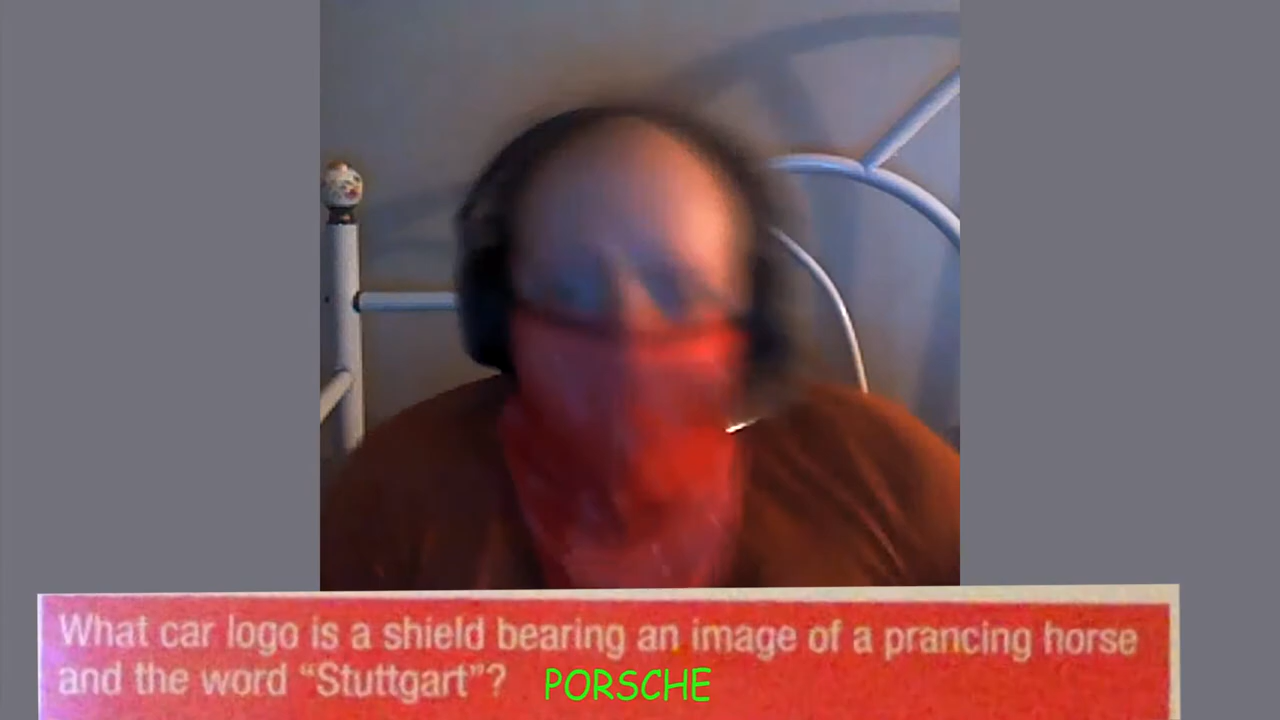 What car logo is a shield bearing an image of a prancing horse
and the word “Stuttgart”? PORSCHE